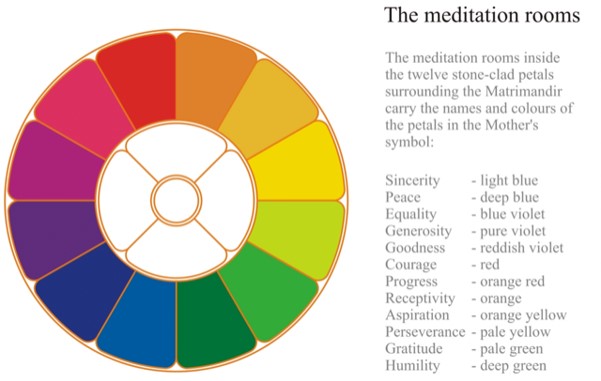 The meditation rooms
The meditation rooms inside
the twelve stone-clad petals
surrounding the Matrimandir
carry the names and colours of
the petals in the Mother's
symbol:
Sincerity - light blue
Peace - deep blue
Equality - blue violet
Generosity - pure violet
Goodness - reddish violet
Courage - red
Progress - orange red
Receptivity - orange
Aspiration - orange yellow
Perseverance - pale yellow
Gratitude - pale green
Humility - deep green